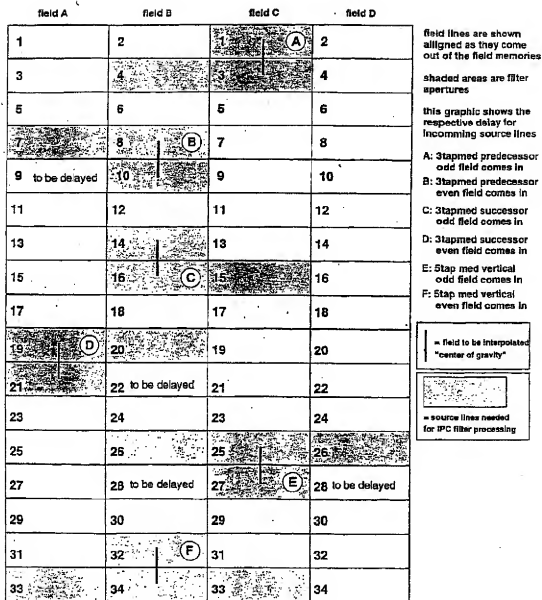 field A field B field C field D
1 2 1 A 2
3 4 3 4
5 6 5 6
7 8 B 7 8
9 to be delayed 10 9 10
11 12 11 12
13 14 13 14
15 16 C 15 16
17 18 17 18
19 D 20 19 20
21 22 to be delayed 21 22
23 24 23 24
25 26 25 26
27 28 to be delayed 27 E 28 to be delayed
29 30 29 30
31 32 F 31 32
33 34 33 34
field lines are shown
alligned as they come
out of the field memories
shaded areas are filter
apertures
this graphic shows the
respective delay for
incomming source lines
A: 3tapmed predecessor
odd field comes in
B: 3tapmed predecessor
even field comes in
C: 3tapmed successor
odd field comes in
D: 3tapmed successor
even field comes in
E: 5tap med vertical
odd field comes in
F: 5tap med vertical
even field comes in
= field to be interpolated
"center of gravity"
= source lines needed
for IPC filter processing